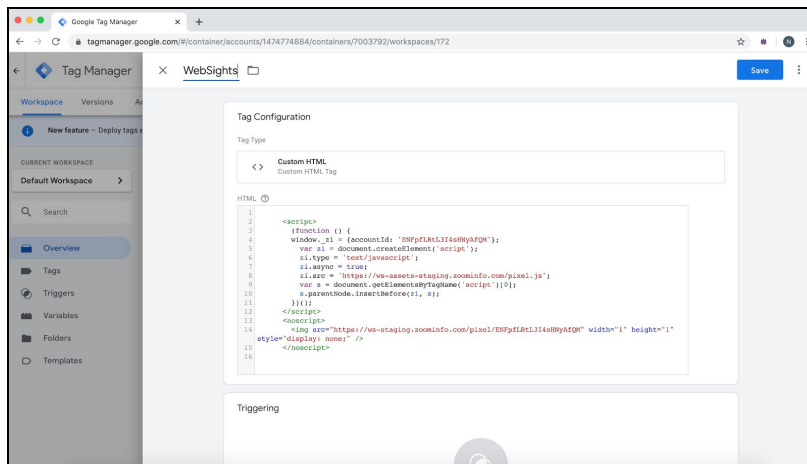 Google Tag Manager
tagmanager.google.com/#/container/accounts/1474774884/containers/7003792/workspaces/172
N
Tag Manager
WebSights
Save
Workspace Versions A
New feature - Deploy tags e
CURRENT WORKSPACE
Default Workspace
Search
Overview
Tags
Triggers
Variables
Folders
Templates
Tag Configuration
Tag Type
Custom HTML
Custom HTML Tag
HTML
1
2 <script>
3 (function () {
4 window._zi = {accountId: 'ENFpfLRtL3I4sHNyAfQM'};
5 var zi = document.createElement('script');
6 zi.type = 'text/javascript';
7 zi.async = true;
8 zi.src = 'https://ws-assets-staging.zoominfo.com/pixel.js';
9 var s = document.getElementsByTagName('script')[0];
10 s.parentNode.insertBefore(zi, s);
11 })();
12 </script>
13 <noscript>
14 <img src="https://ws-staging.zoominfo.com/pixel/ENFpfLRtL3I4sHNyAfQM" width="1" height="1"
style="display: none;" />
15 </noscript>
16
Triggering